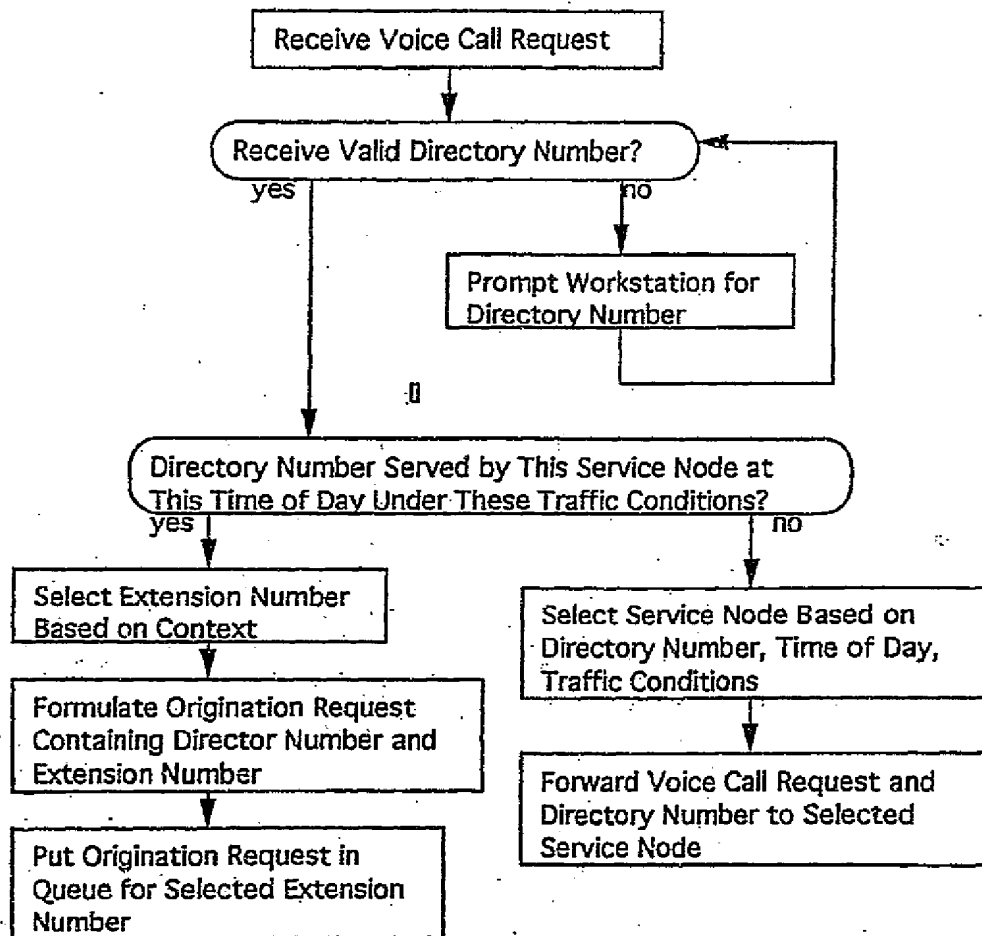 Receive Voice Call Request
Receive Valid Directory Number?
yes
no
Prompt Workstation for
Directory Number
Directory Number Served by This Service Node at
This Time of Day Under These Traffic Conditions?
yes
no
Select Extension Number
Based on Context
Formulate Origination Request
Containing Director Number and
Extension Number
Put Origination Request in
Queue for Selected Extension
Number
Select Service Node Based on
Directory Number, Time of Day,
Traffic Conditions
Forward Voice Call Request and
Directory Number to Selected
Service Node